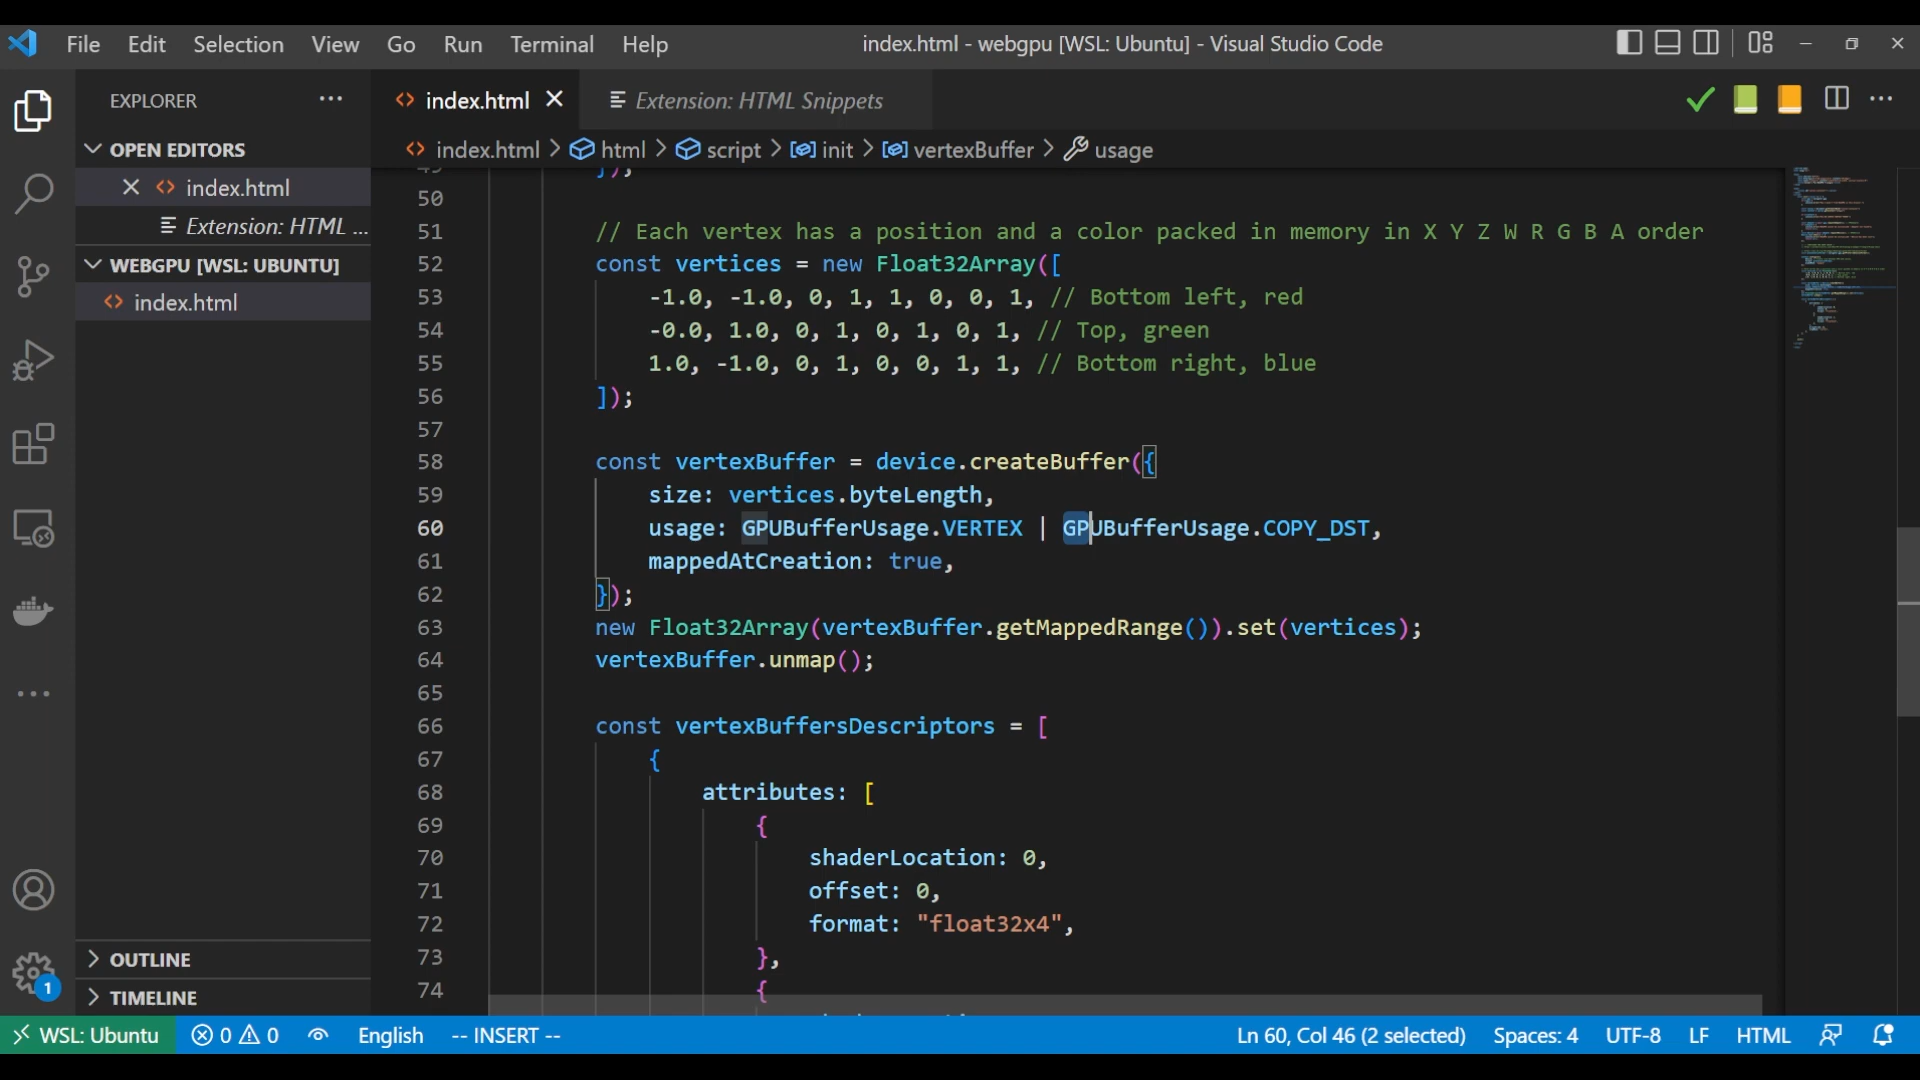 File Edit Selection View Go Run Terminal Help index.html - webgpu [WSL: Ubuntu] - Visual Studio Code
EXPLORER ···
index.html Extension: HTML Snippets
index.html > html > script > init > vertexBuffer > usage
OPEN EDITORS
index.html
Extension: HTML ...
WEBGPU [WSL: UBUNTU]
index.html
OUTLINE
TIMELINE
49 });
50
51 // Each vertex has a position and a color packed in memory in X Y Z W R G B A order
52 const vertices = new Float32Array([
53 -1.0, -1.0, 0, 1, 1, 0, 0, 1, // Bottom left, red
54 -0.0, 1.0, 0, 1, 0, 1, 0, 1, // Top, green
55 1.0, -1.0, 0, 1, 0, 0, 1, 1, // Bottom right, blue
56 ]);
57
58 const vertexBuffer = device.createBuffer({
59 size: vertices.byteLength,
60 usage: GPUBufferUsage.VERTEX | GPUBufferUsage.COPY_DST,
61 mappedAtCreation: true,
62 });
63 new Float32Array(vertexBuffer.getMappedRange()).set(vertices);
64 vertexBuffer.unmap();
65
66 const vertexBuffersDescriptors = [
67 {
68 attributes: [
69 {
70 shaderLocation: 0,
71 offset: 0,
72 format: "float32x4",
73 },
74 {
1
WSL: Ubuntu 0 0 English -- INSERT -- Ln 60, Col 46 (2 selected) Spaces: 4 UTF-8 LF HTML